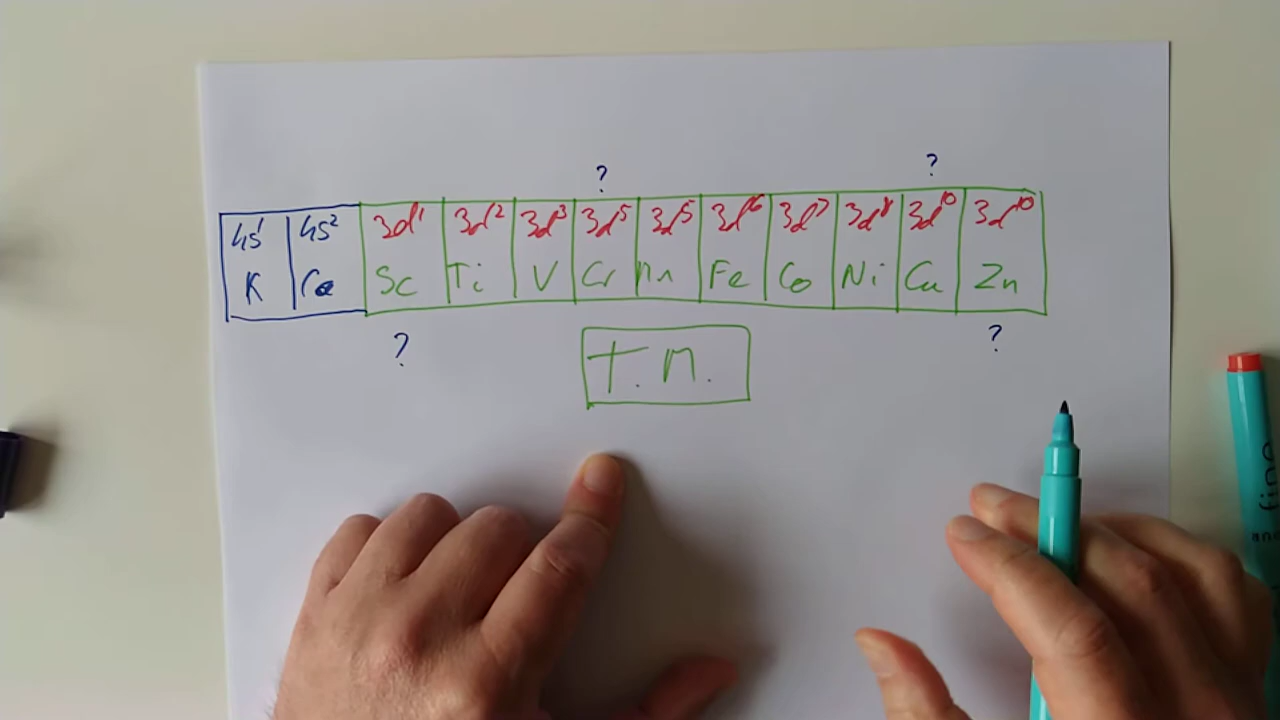 ? ?
4s¹ 4s² 3d¹ 3d² 3d³ 3d⁵ 3d⁵ 3d⁶ 3d⁷ 3d⁸ 3d¹⁰ 3d¹⁰
K Ca Sc Ti V Cr Mn Fe Co Ni Cu Zn
? ?
T.M.
fine